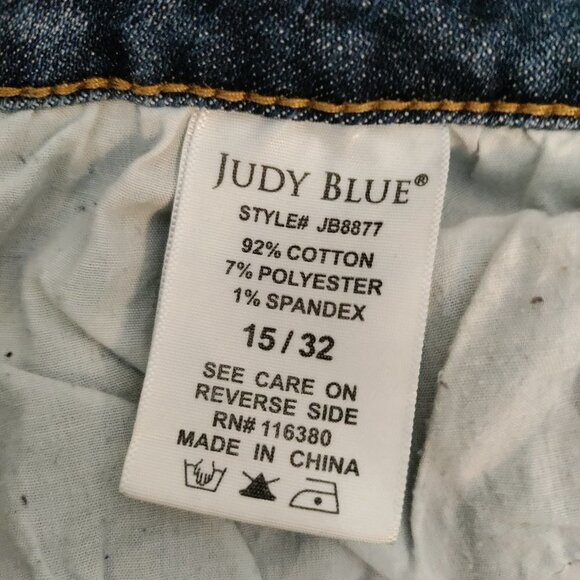 JUDY BLUE®
STYLE# JB8877
92% COTTON
7% POLYESTER
1% SPANDEX
15 / 32
SEE CARE ON
REVERSE SIDE
RN# 116380
MADE IN CHINA